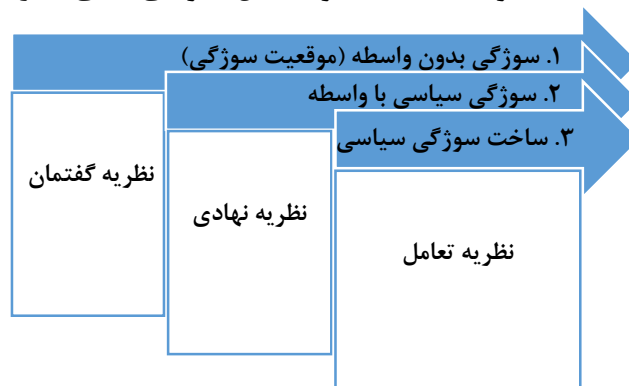 ۱. سوژگی بدون واسطه (موقعیت سوژگی)
۲. سوژگی سیاسی با واسطه
۳. ساخت سوژگی سیاسی
نظریه گفتمان
نظریه نهادی
نظریه تعامل